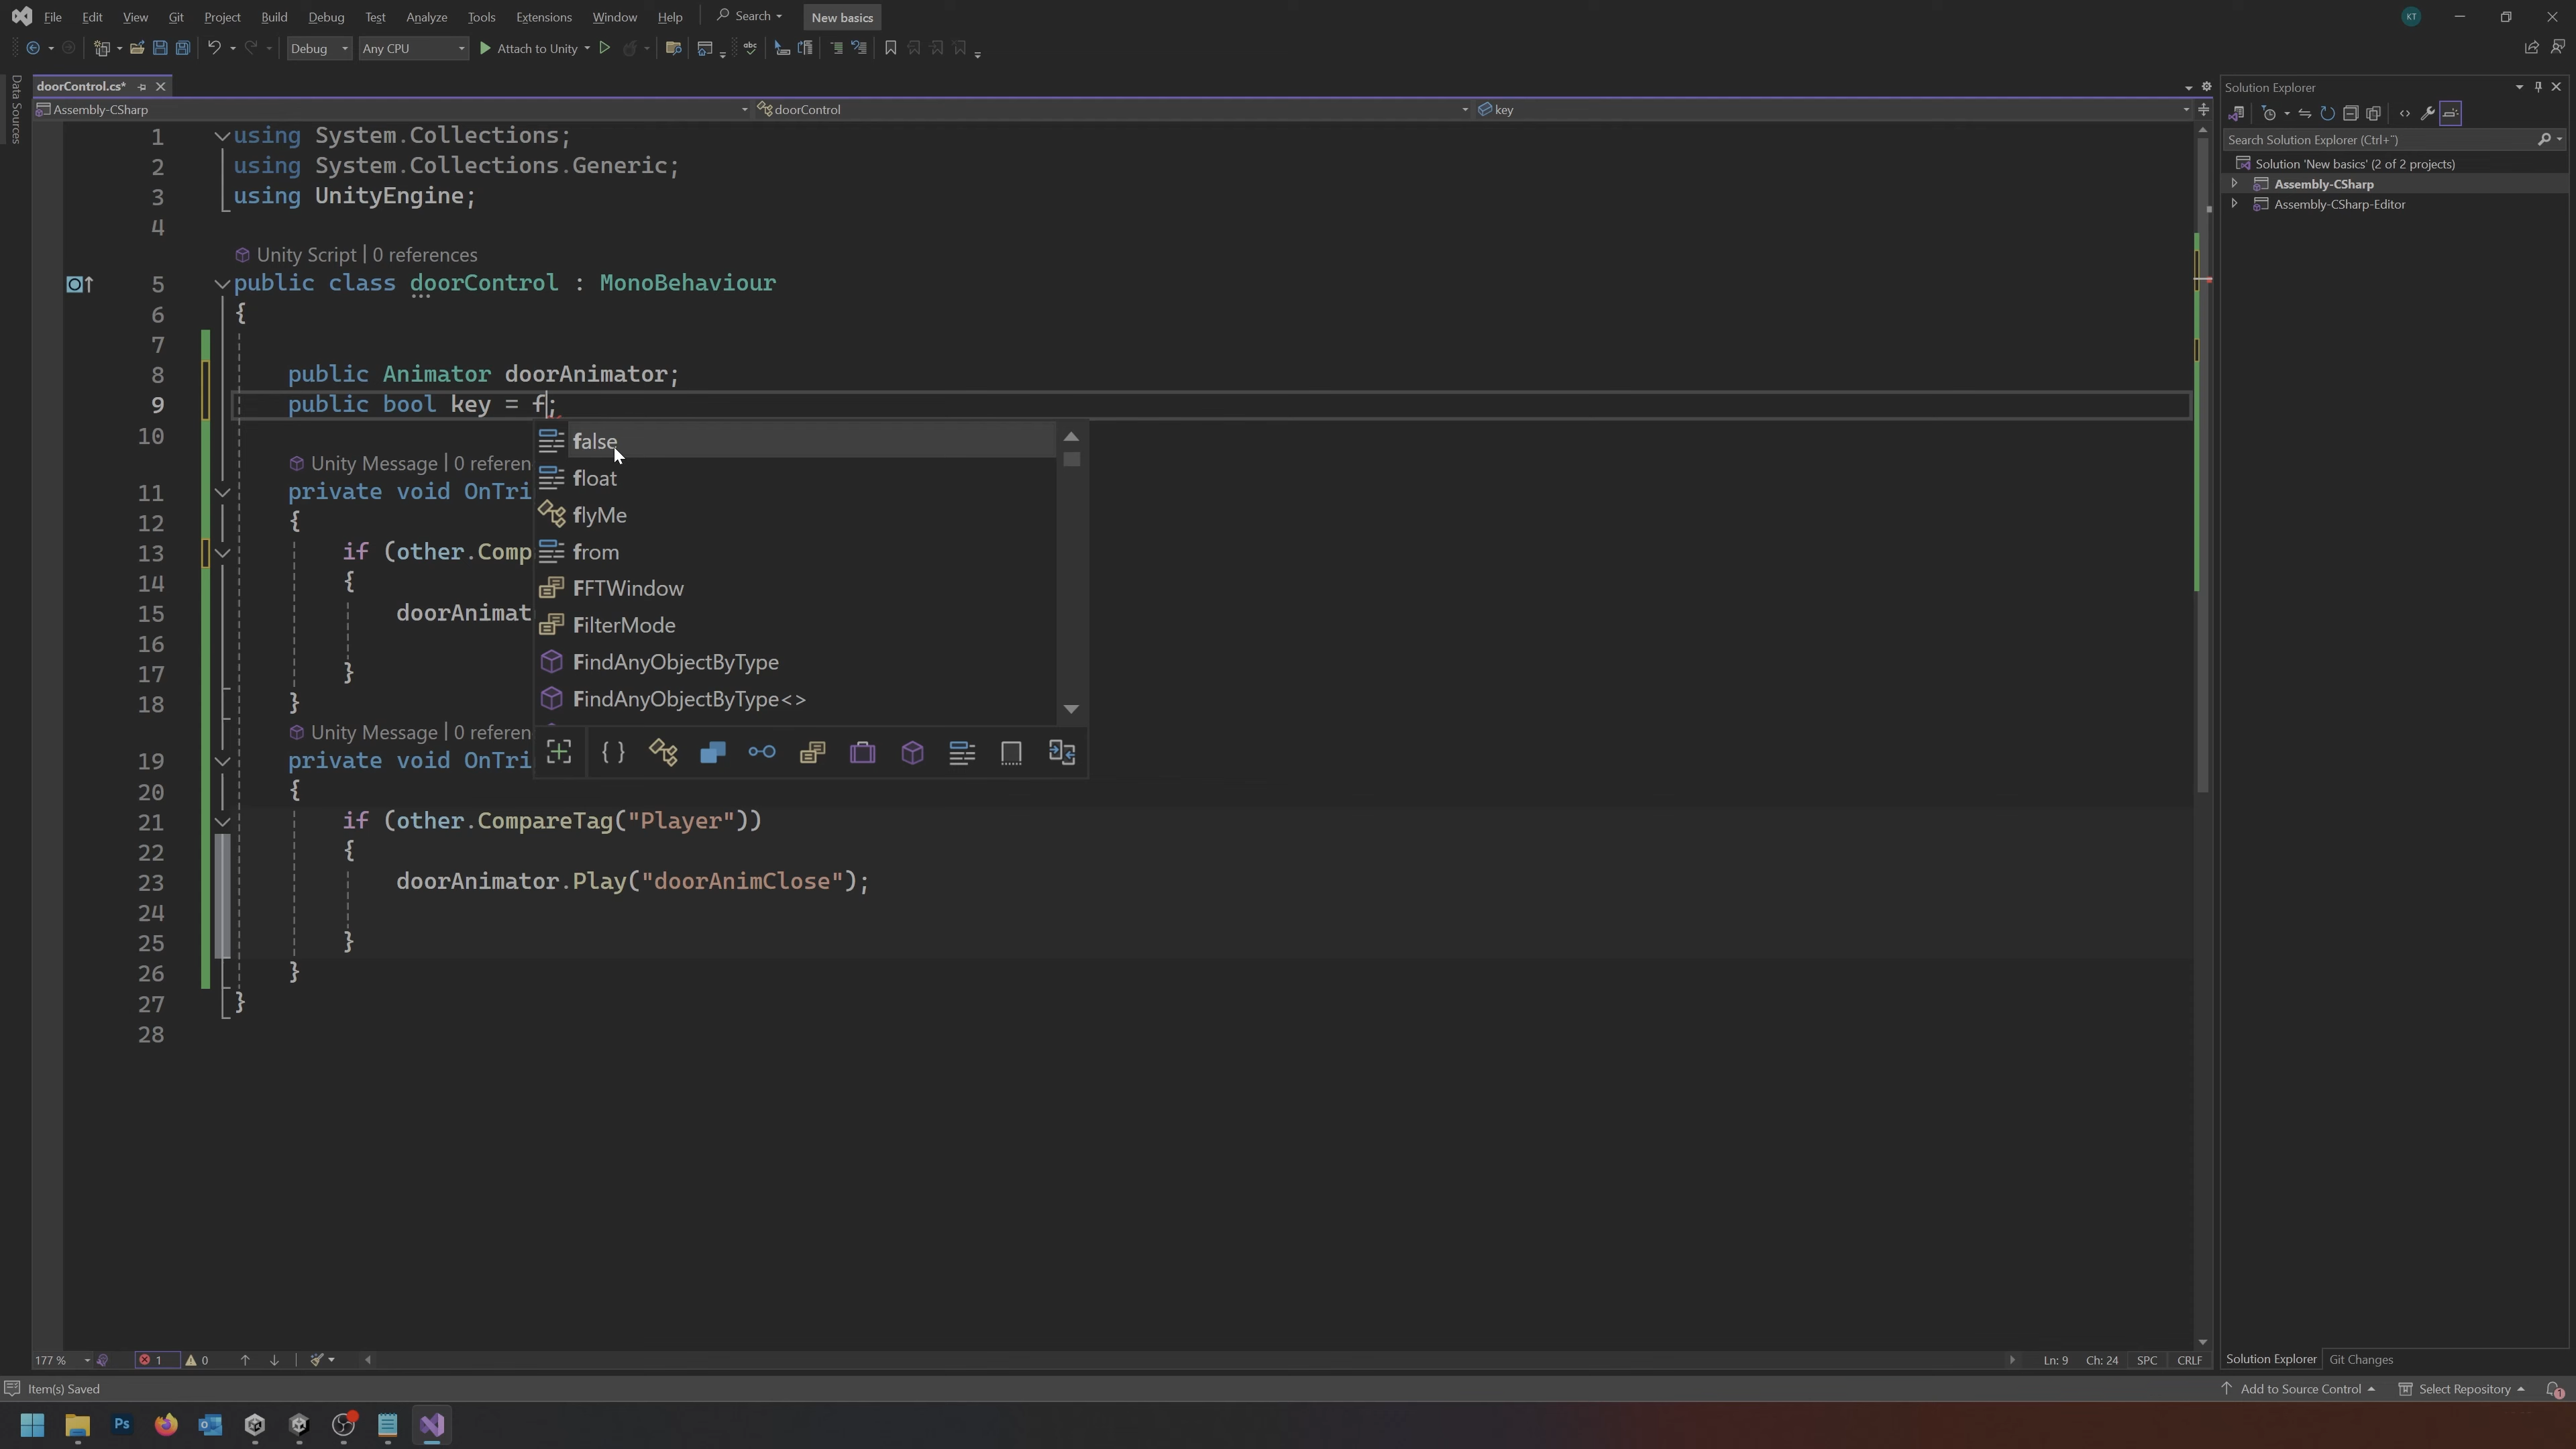 File Edit View Git Project Build Debug Test Analyze Tools Extensions Window Help Search New basics KT
Debug Any CPU Attach to Unity abc
Data Sources
doorControl.cs*
Assembly-CSharp doorControl key
1 using System.Collections;
2 using System.Collections.Generic;
3 using UnityEngine;
4
Unity Script | 0 references
5 public class doorControl : MonoBehaviour
6 {
7
8 public Animator doorAnimator;
9 public bool key = f;
10
Unity Message | 0 referen
11 private void OnTri
12 {
13 if (other.Comp
14 {
15 doorAnimat
16
17 }
18 }
Unity Message | 0 referen
19 private void OnTri
20 {
21 if (other.CompareTag("Player"))
22 {
23 doorAnimator.Play("doorAnimClose");
24
25 }
26 }
27 }
28
false
float
flyMe
from
FFTWindow
FilterMode
FindAnyObjectByType
FindAnyObjectByType<>
Solution Explorer
Search Solution Explorer (Ctrl+¨)
Solution 'New basics' (2 of 2 projects)
Assembly-CSharp
Assembly-CSharp-Editor
177 % 1 0 Ln: 9 Ch: 24 SPC CRLF
Solution Explorer Git Changes
Item(s) Saved Add to Source Control Select Repository 1
Ps